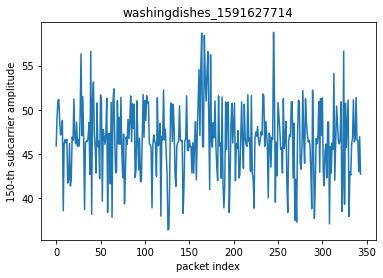 washingdishes_1591627714
150-th subcarrier amplitude
55
50
45
40
0 50 100 150 200 250 300 350
packet index